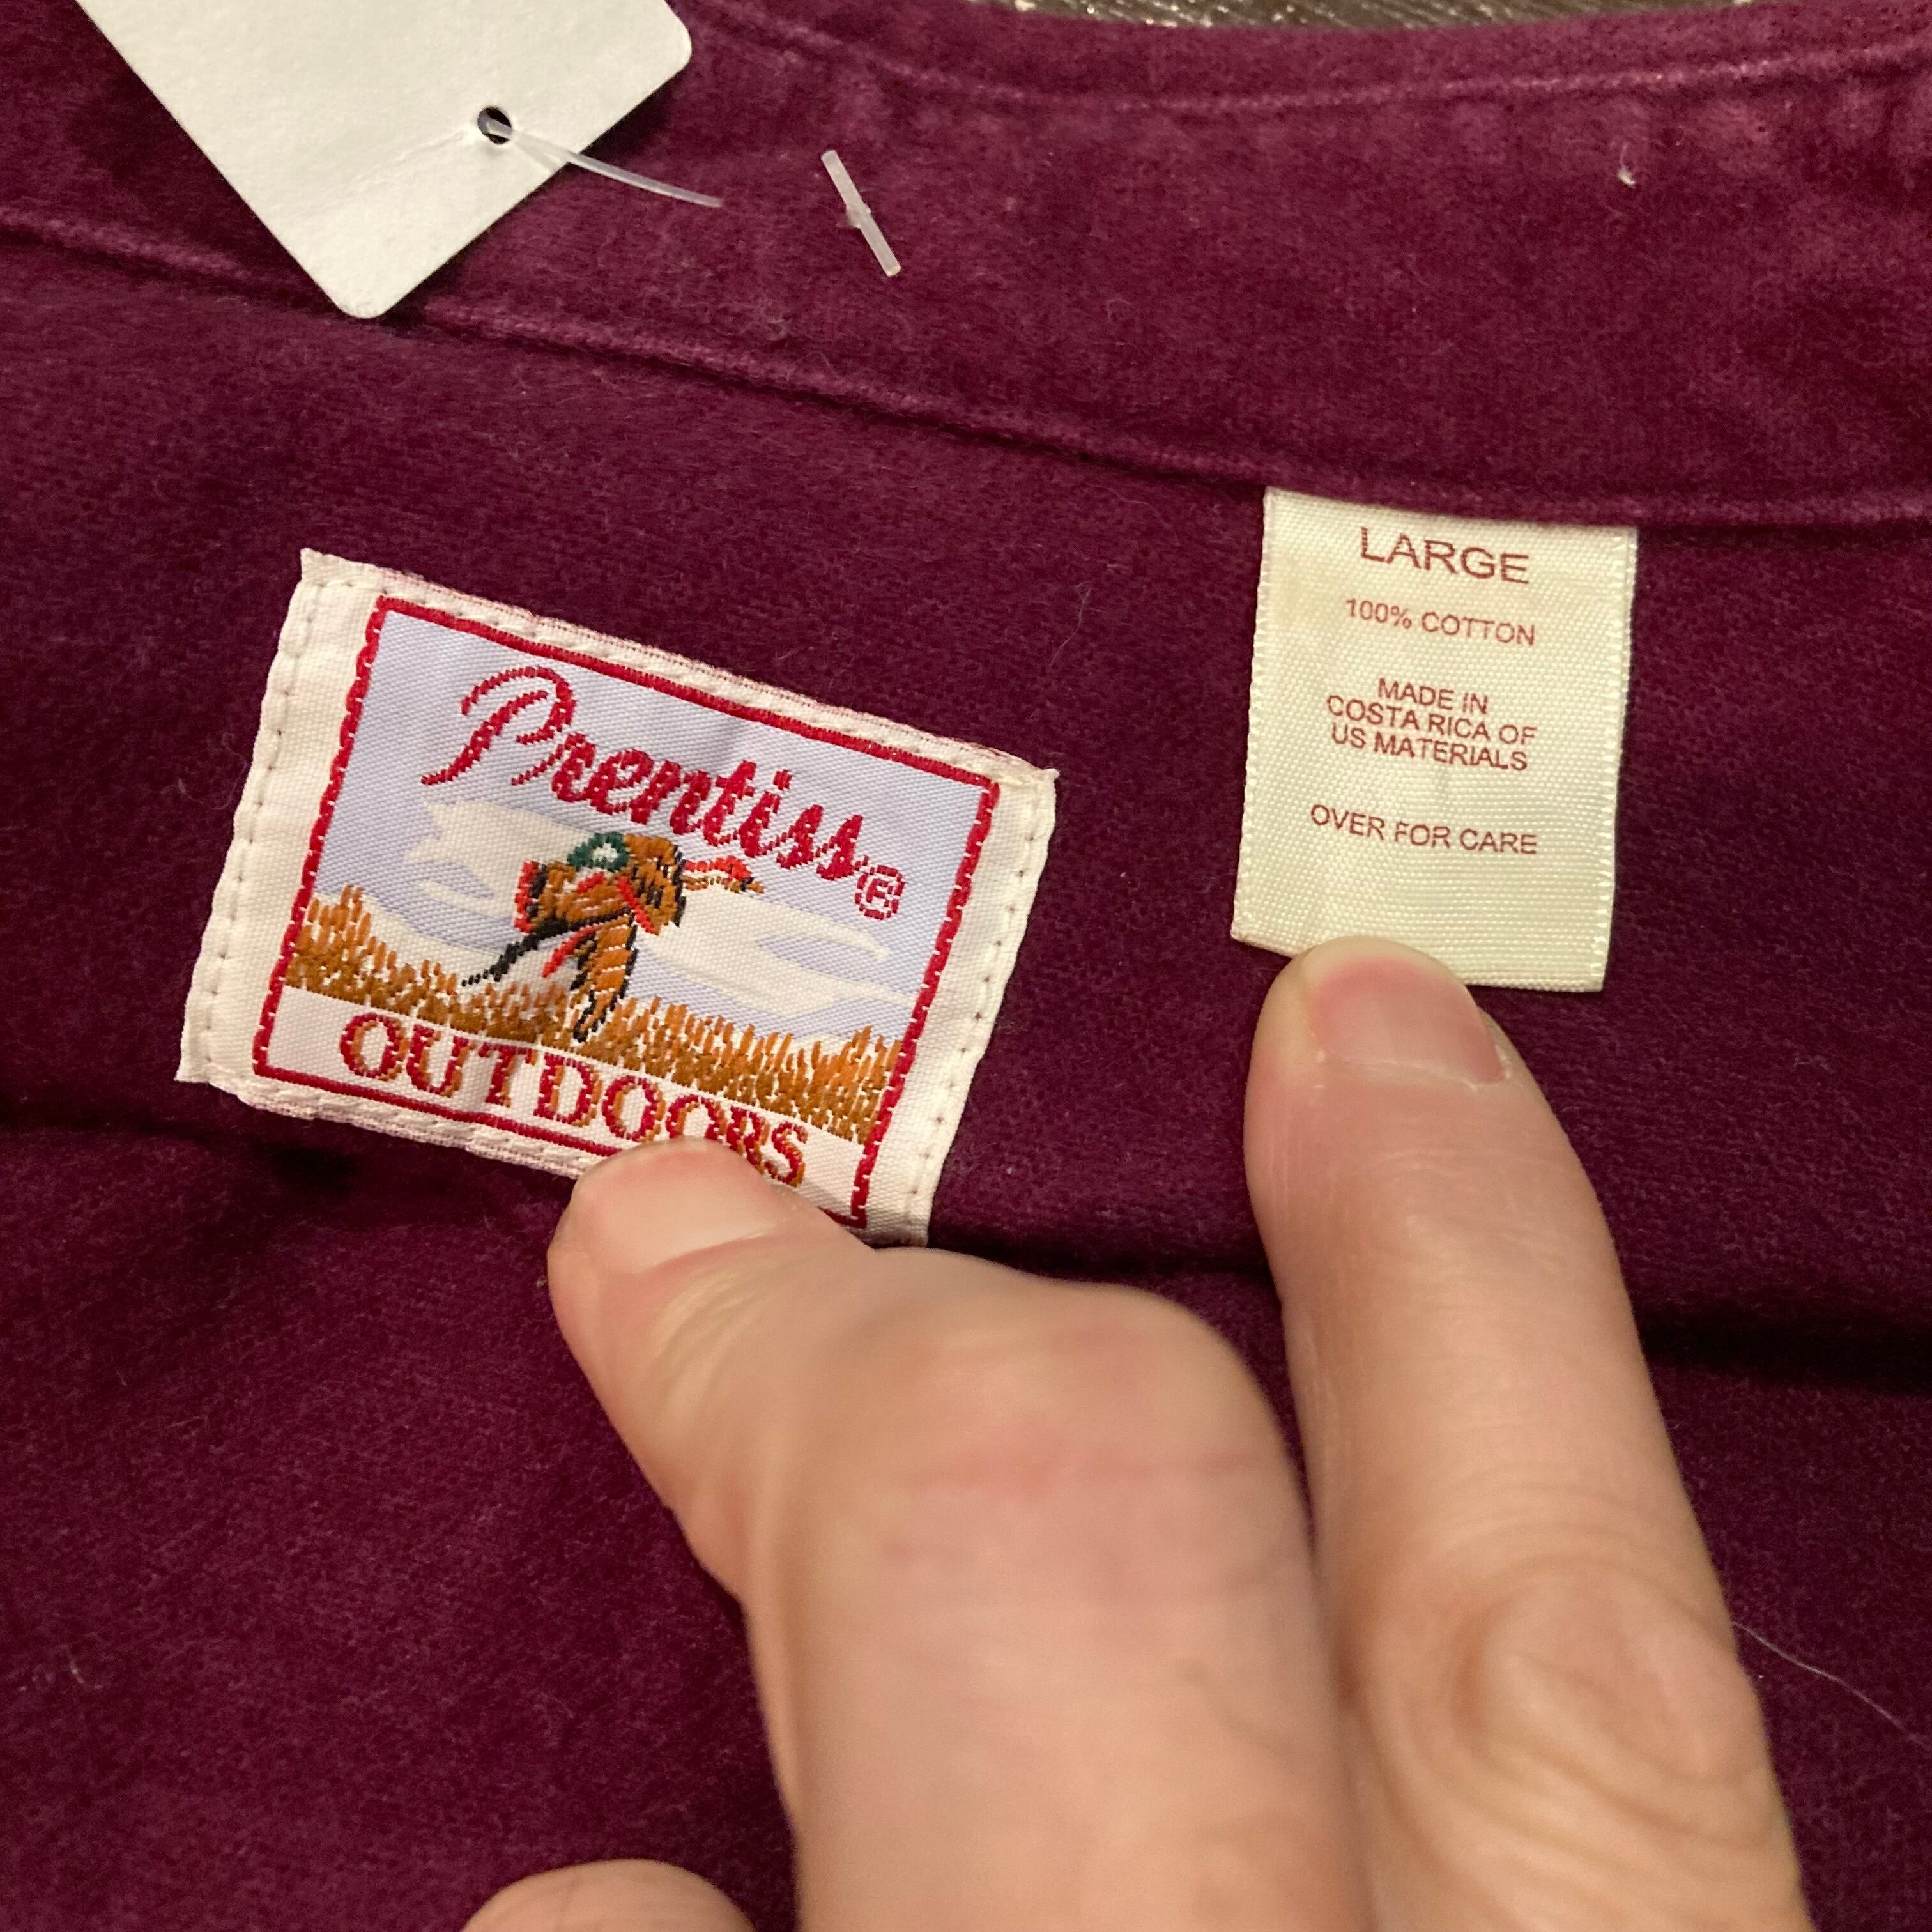 Prentiss®
OUTDOORS
LARGE
100% COTTON
MADE IN
COSTA RICA OF
US MATERIALS
OVER FOR CARE